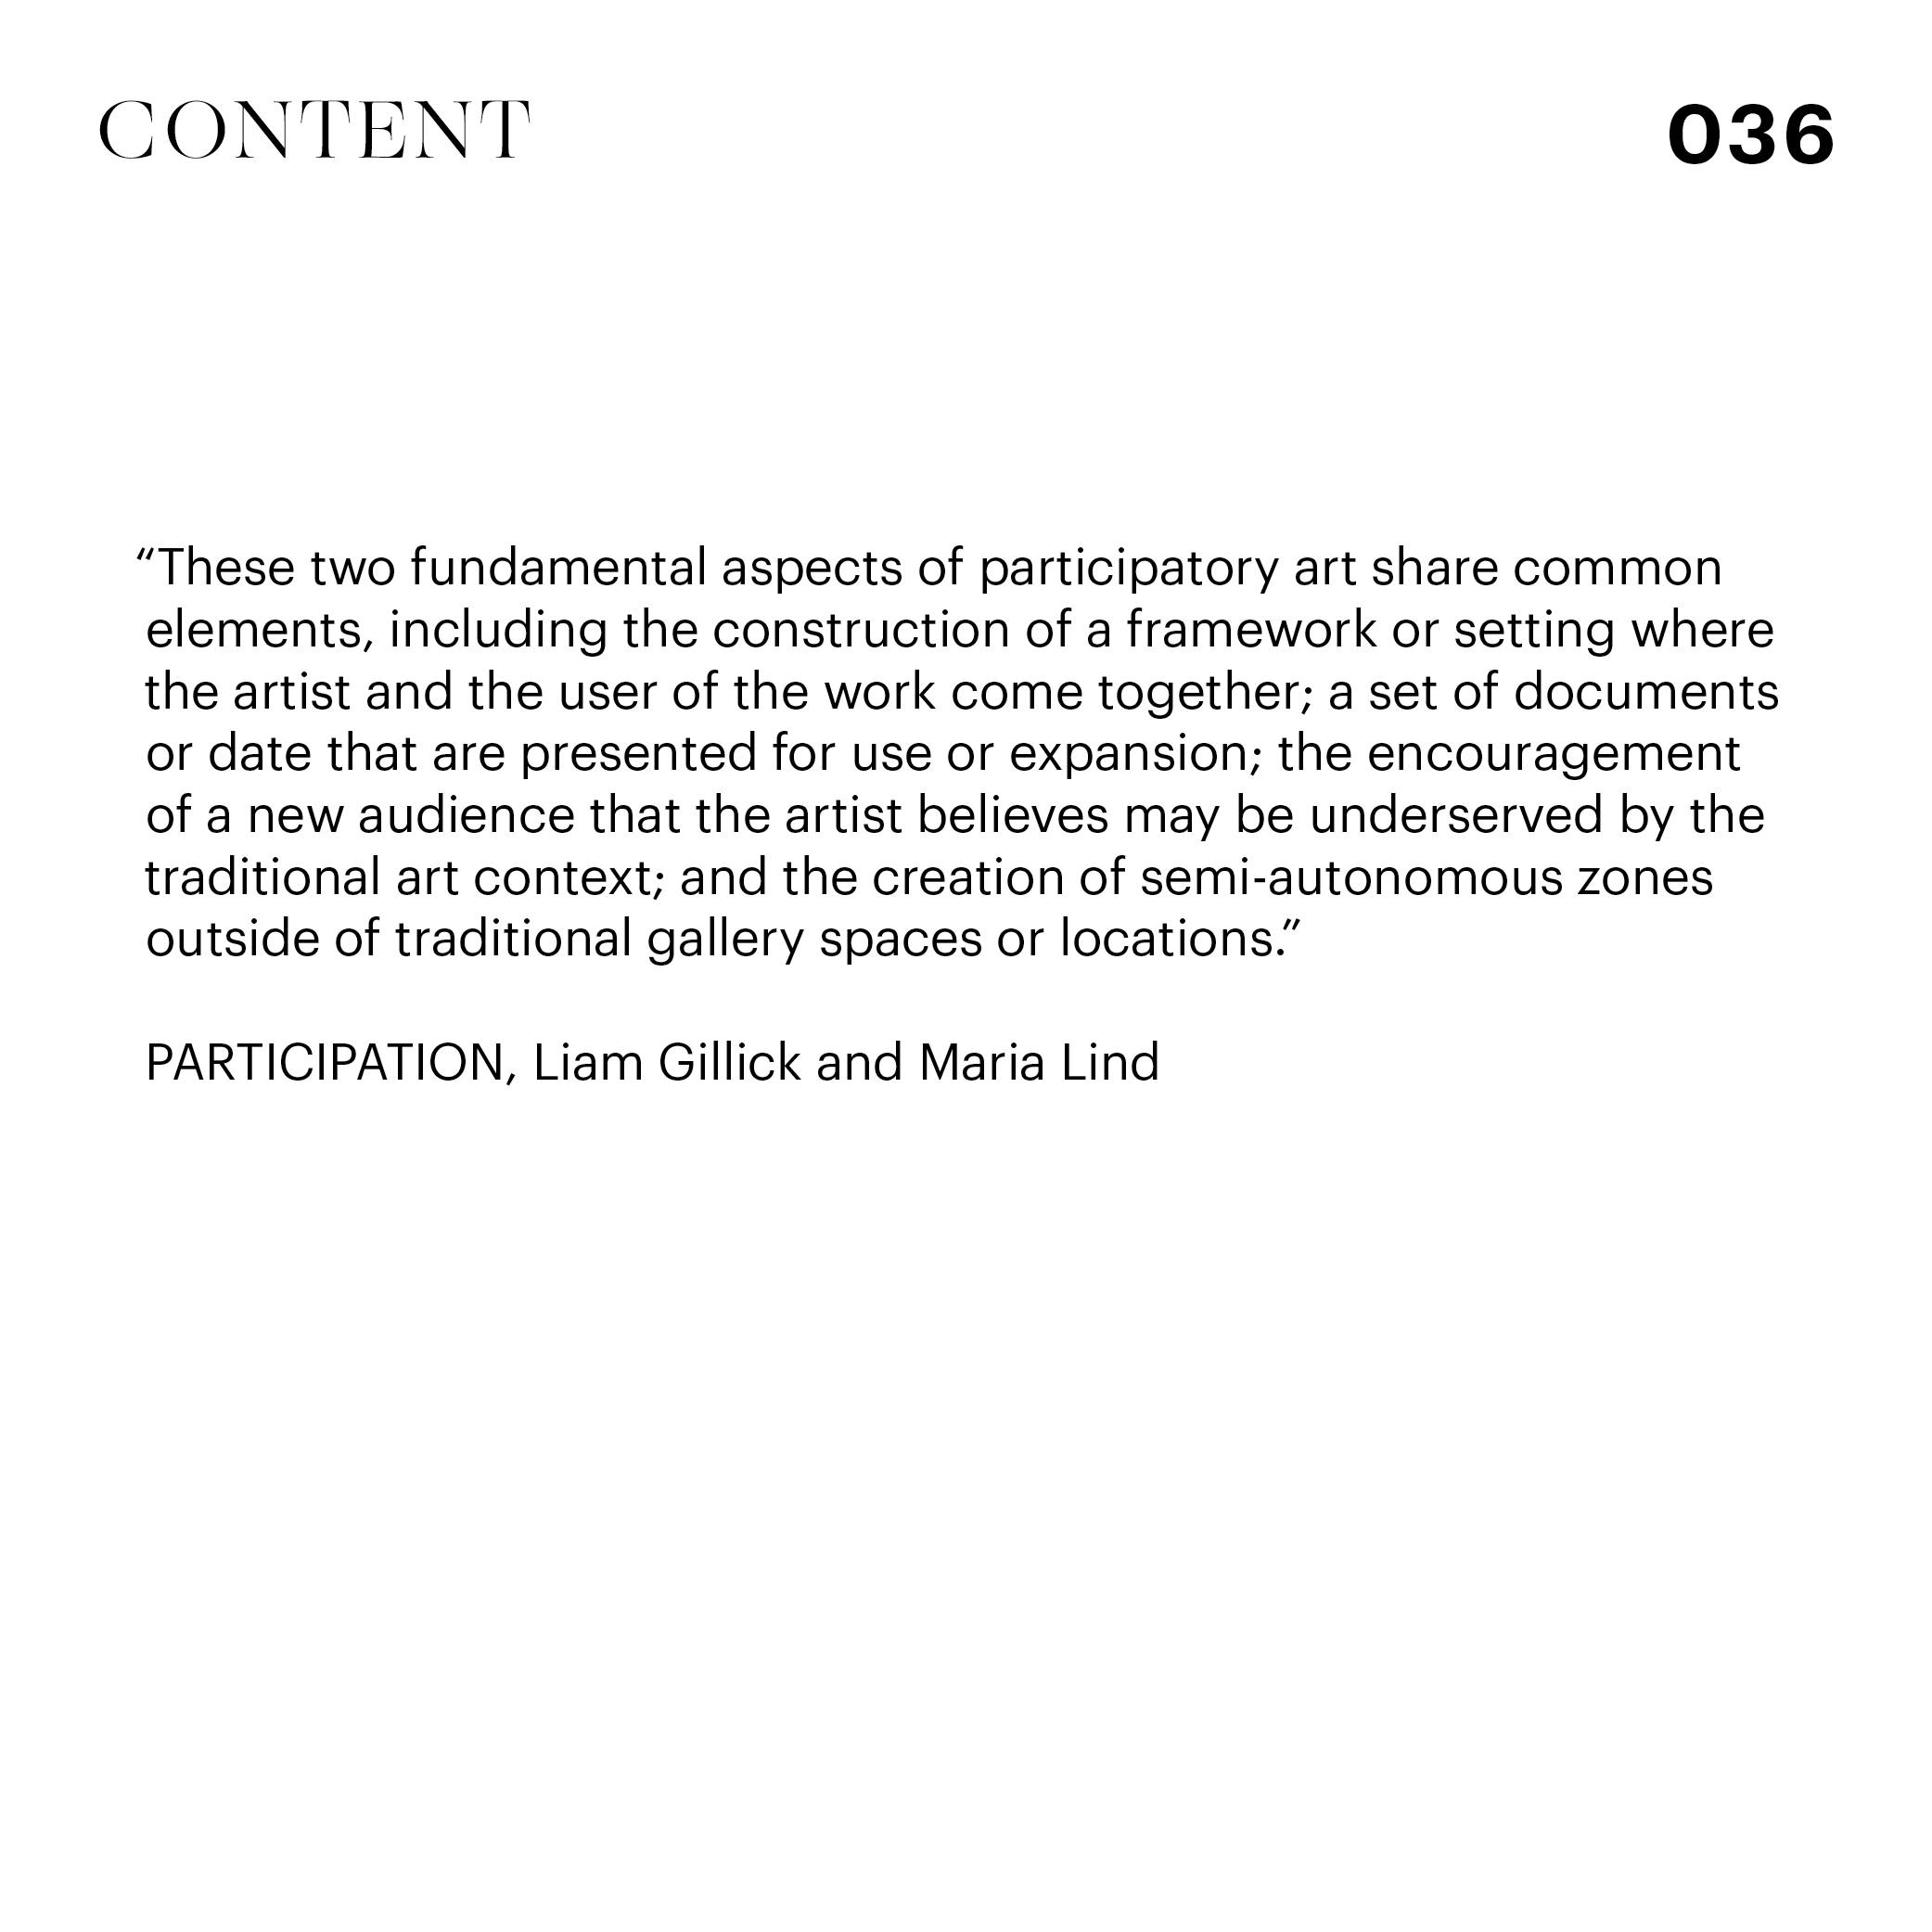 CONTENT
036
“These two fundamental aspects of participatory art share common
elements, including the construction of a framework or setting where
the artist and the user of the work come together; a set of documents
or date that are presented for use or expansion; the encouragement
of a new audience that the artist believes may be underserved by the
traditional art context; and the creation of semi-autonomous zones
outside of traditional gallery spaces or locations.”
PARTICIPATION, Liam Gillick and Maria Lind